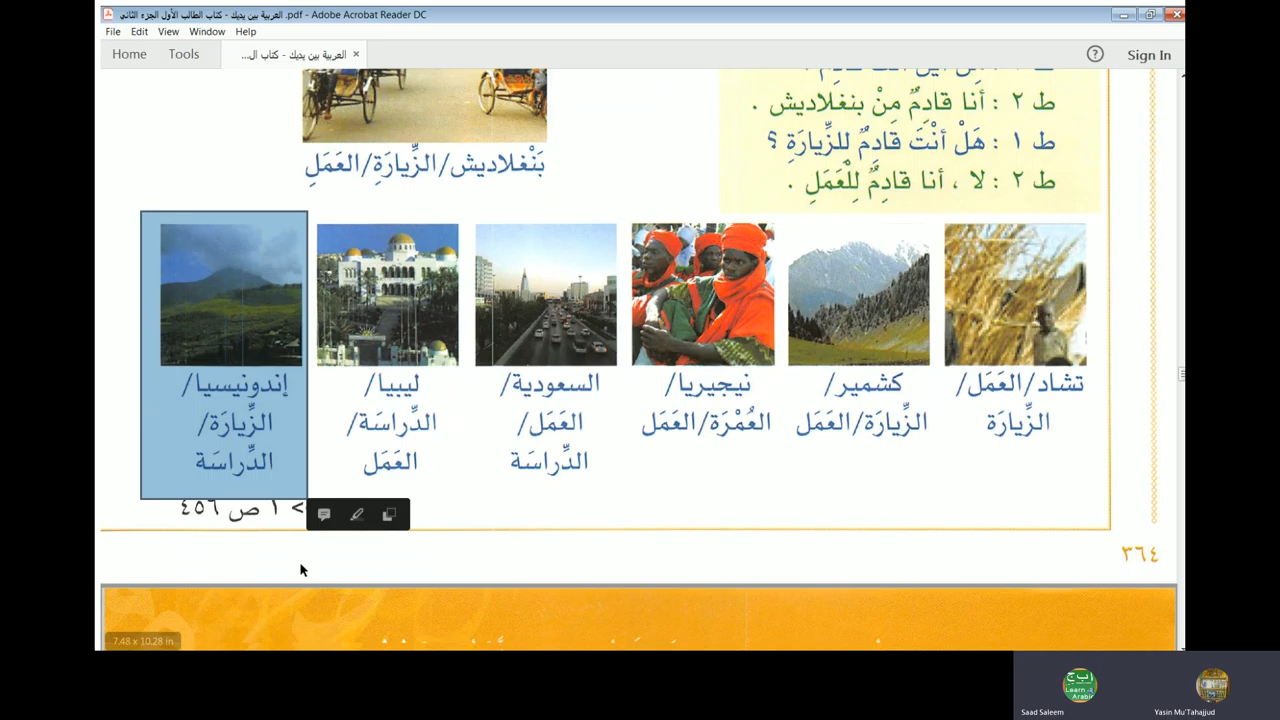 العربية بين يديك - كتاب الطالب الأول الجزء الثاني .pdf - Adobe Acrobat Reader DC
File Edit View Window Help
Home Tools العربية بين يديك - كتاب ال... × Sign In
ط ٢ : أنا قادِمٌ مِنْ بنغلاديش .
ط ١ : هَلْ أنْتَ قَادِمٌ للزِّيارَةِ ؟
ط ٢ : لا ، أنا قادِمٌ لِلْعَمَلِ .
بَنْغلاديش/الزِّيارَةِ/العَمَلِ
تشاد/العَمَل/
الزِّيارَة
كشمير/
الزِّيارَة/العَمَل
نيجيريا/
العُمْرَة/العَمَل
السعودية/
العَمَل/
الدِّراسَة
ليبيا/
الدِّراسَة/
العَمَل
إندونيسيا/
الزِّيارَة/
الدِّراسَة
> ١ ص ٤٥٦
٣٦٤
7.48 x 10.28 in
Learn Arabic
Saad Saleem
Yasin Mu'Tahajjud